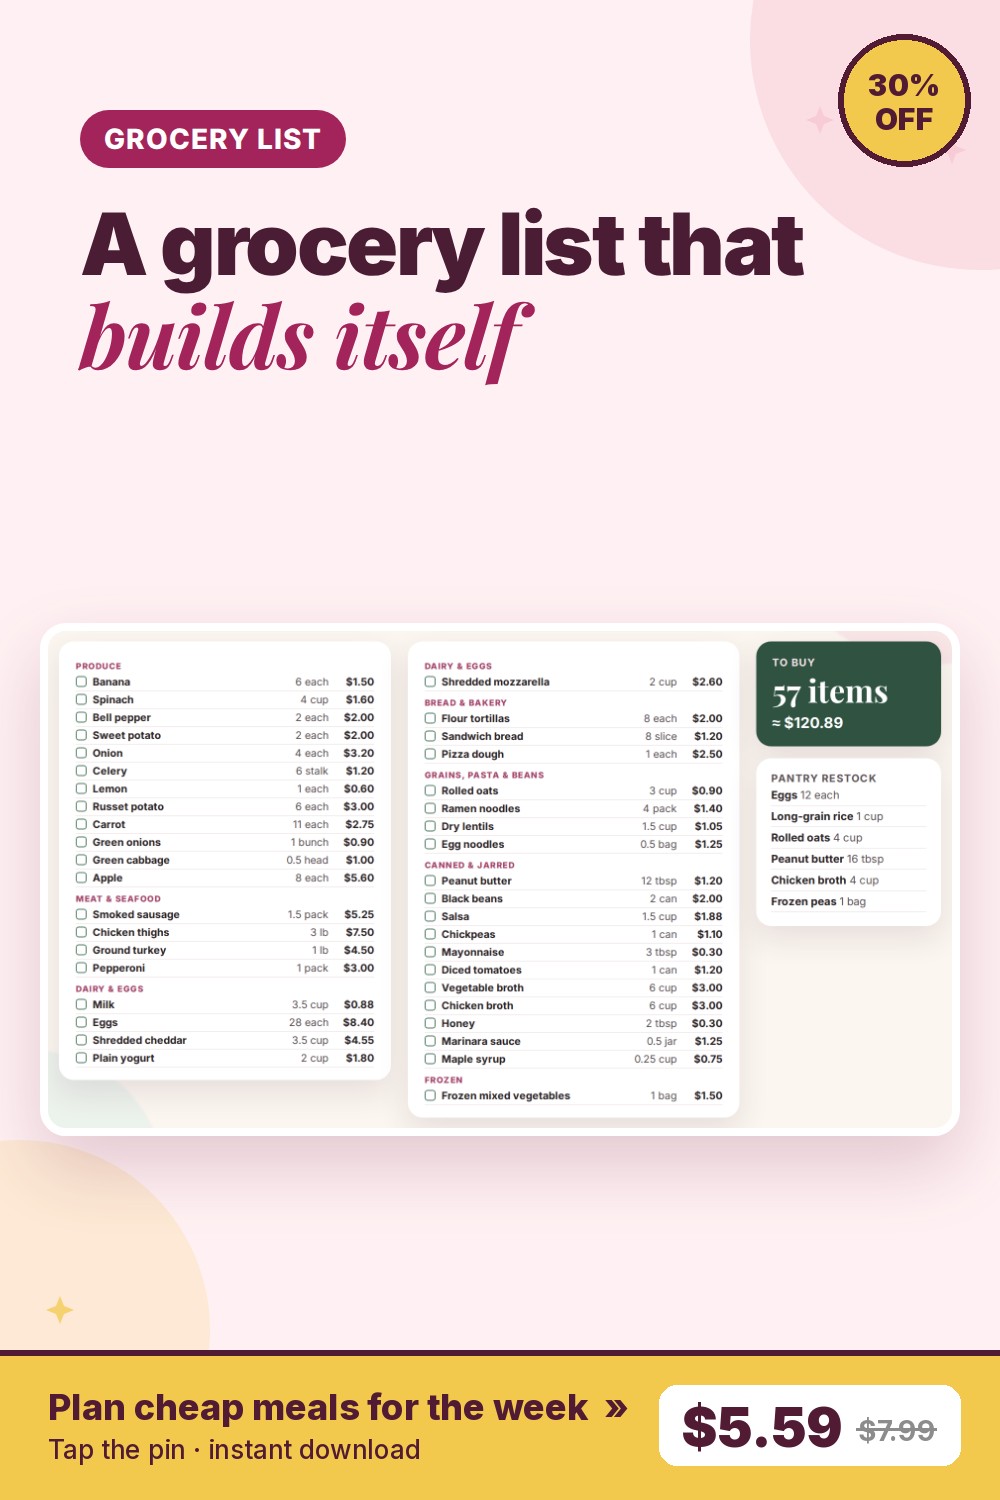 30%
OFF
GROCERY LIST
A grocery list that
builds itself
PRODUCE
Banana 6 each $1.50
Spinach 4 cup $1.60
Bell pepper 2 each $2.00
Sweet potato 2 each $2.00
Onion 4 each $3.20
Celery 6 stalk $1.20
Lemon 1 each $0.60
Russet potato 6 each $3.00
Carrot 11 each $2.75
Green onions 1 bunch $0.90
Green cabbage 0.5 head $1.00
Apple 8 each $5.60
MEAT & SEAFOOD
Smoked sausage 1.5 pack $5.25
Chicken thighs 3 lb $7.50
Ground turkey 1 lb $4.50
Pepperoni 1 pack $3.00
DAIRY & EGGS
Milk 3.5 cup $0.88
Eggs 28 each $8.40
Shredded cheddar 3.5 cup $4.55
Plain yogurt 2 cup $1.80
DAIRY & EGGS
Shredded mozzarella 2 cup $2.60
BREAD & BAKERY
Flour tortillas 8 each $2.00
Sandwich bread 8 slice $1.20
Pizza dough 1 each $2.50
GRAINS, PASTA & BEANS
Rolled oats 3 cup $0.90
Ramen noodles 4 pack $1.40
Dry lentils 1.5 cup $1.05
Egg noodles 0.5 bag $1.25
CANNED & JARRED
Peanut butter 12 tbsp $1.20
Black beans 2 can $2.00
Salsa 1.5 cup $1.88
Chickpeas 1 can $1.10
Mayonnaise 3 tbsp $0.30
Diced tomatoes 1 can $1.20
Vegetable broth 6 cup $3.00
Chicken broth 6 cup $3.00
Honey 2 tbsp $0.30
Marinara sauce 0.5 jar $1.25
Maple syrup 0.25 cup $0.75
FROZEN
Frozen mixed vegetables 1 bag $1.50
TO BUY
57 items
≈ $120.89
PANTRY RESTOCK
Eggs 12 each
Long-grain rice 1 cup
Rolled oats 4 cup
Peanut butter 16 tbsp
Chicken broth 4 cup
Frozen peas 1 bag
Plan cheap meals for the week »
Tap the pin · instant download
$5.59 $7.99